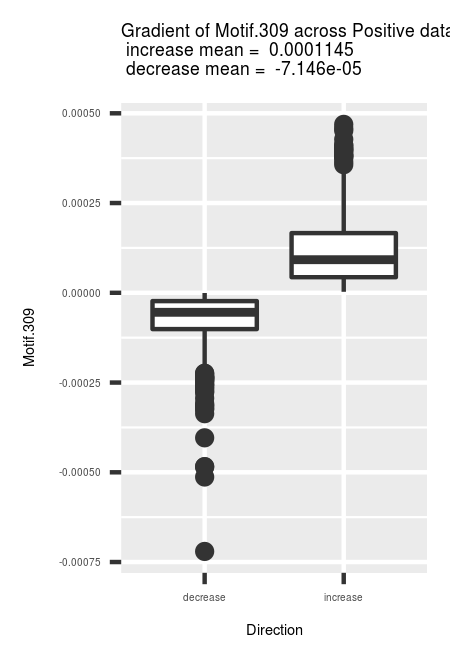 Gradient of Motif.309 across Positive data
increase mean =  0.0001145
decrease mean =  -7.146e-05
0.00050
0.00025
0.00000
-0.00025
-0.00050
-0.00075
Motif.309
decrease
increase
Direction